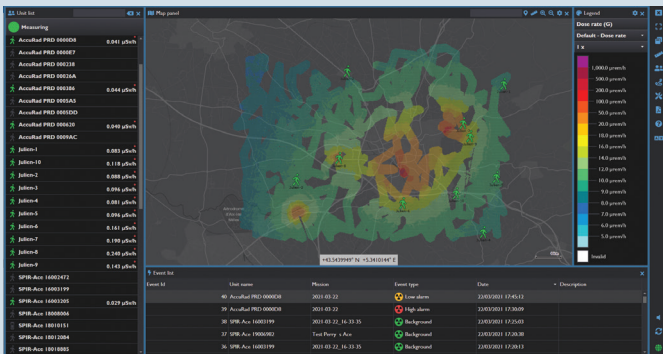 Unit list
Measuring
AccuRad PRD 0000D8 0.041 µSv/h
AccuRad PRD 0000E7
AccuRad PRD 000238
AccuRad PRD 00026A
AccuRad PRD 000386 0.044 µSv/h
AccuRad PRD 0005A5
AccuRad PRD 0005DD
AccuRad PRD 000620 0.040 µSv/h
AccuRad PRD 0009AC
Julien-1 0.083 µSv/h
Julien-10 0.118 µSv/h
Julien-2 0.088 µSv/h
Julien-3 0.096 µSv/h
Julien-4 0.081 µSv/h
Julien-5 0.096 µSv/h
Julien-6 0.161 µSv/h
Julien-7 0.190 µSv/h
Julien-8 0.248 µSv/h
Julien-9 0.143 µSv/h
SPIR-Ace 16002472
SPIR-Ace 16003199
SPIR-Ace 16003205 0.029 µSv/h
SPIR-Ace 18008006
SPIR-Ace 18010151
SPIR-Ace 18012084
SPIR-Ace 18018085
Map panel
+43.5439949° N +5.2410144° E
Legend
Dose rate (G)
Default - Dose rate
1 x
1,000.0 µrem/h
500.0 µrem/h
200.0 µrem/h
100.0 µrem/h
50.0 µrem/h
20.0 µrem/h
18.0 µrem/h
16.0 µrem/h
14.0 µrem/h
12.0 µrem/h
10.0 µrem/h
9.0 µrem/h
8.0 µrem/h
7.0 µrem/h
6.0 µrem/h
5.0 µrem/h
Invalid
Event list
Event Id Unit name Mission Event type Date Description
40 AccuRad PRD 0000D8 2021-03-22 Low alarm 22/03/2021 17:45:12
39 AccuRad PRD 0000D8 2021-03-22 High alarm 22/03/2021 17:30:09
38 SPIR-Ace 16003199 2021-03-22_16-33-35 Background 22/03/2021 17:25:03
37 SPIR-Ace 19006982 Test Perry s Ace Background 22/03/2021 17:20:38
36 SPIR-Ace 16003199 2021-03-22_16-33-35 Background 22/03/2021 17:20:13